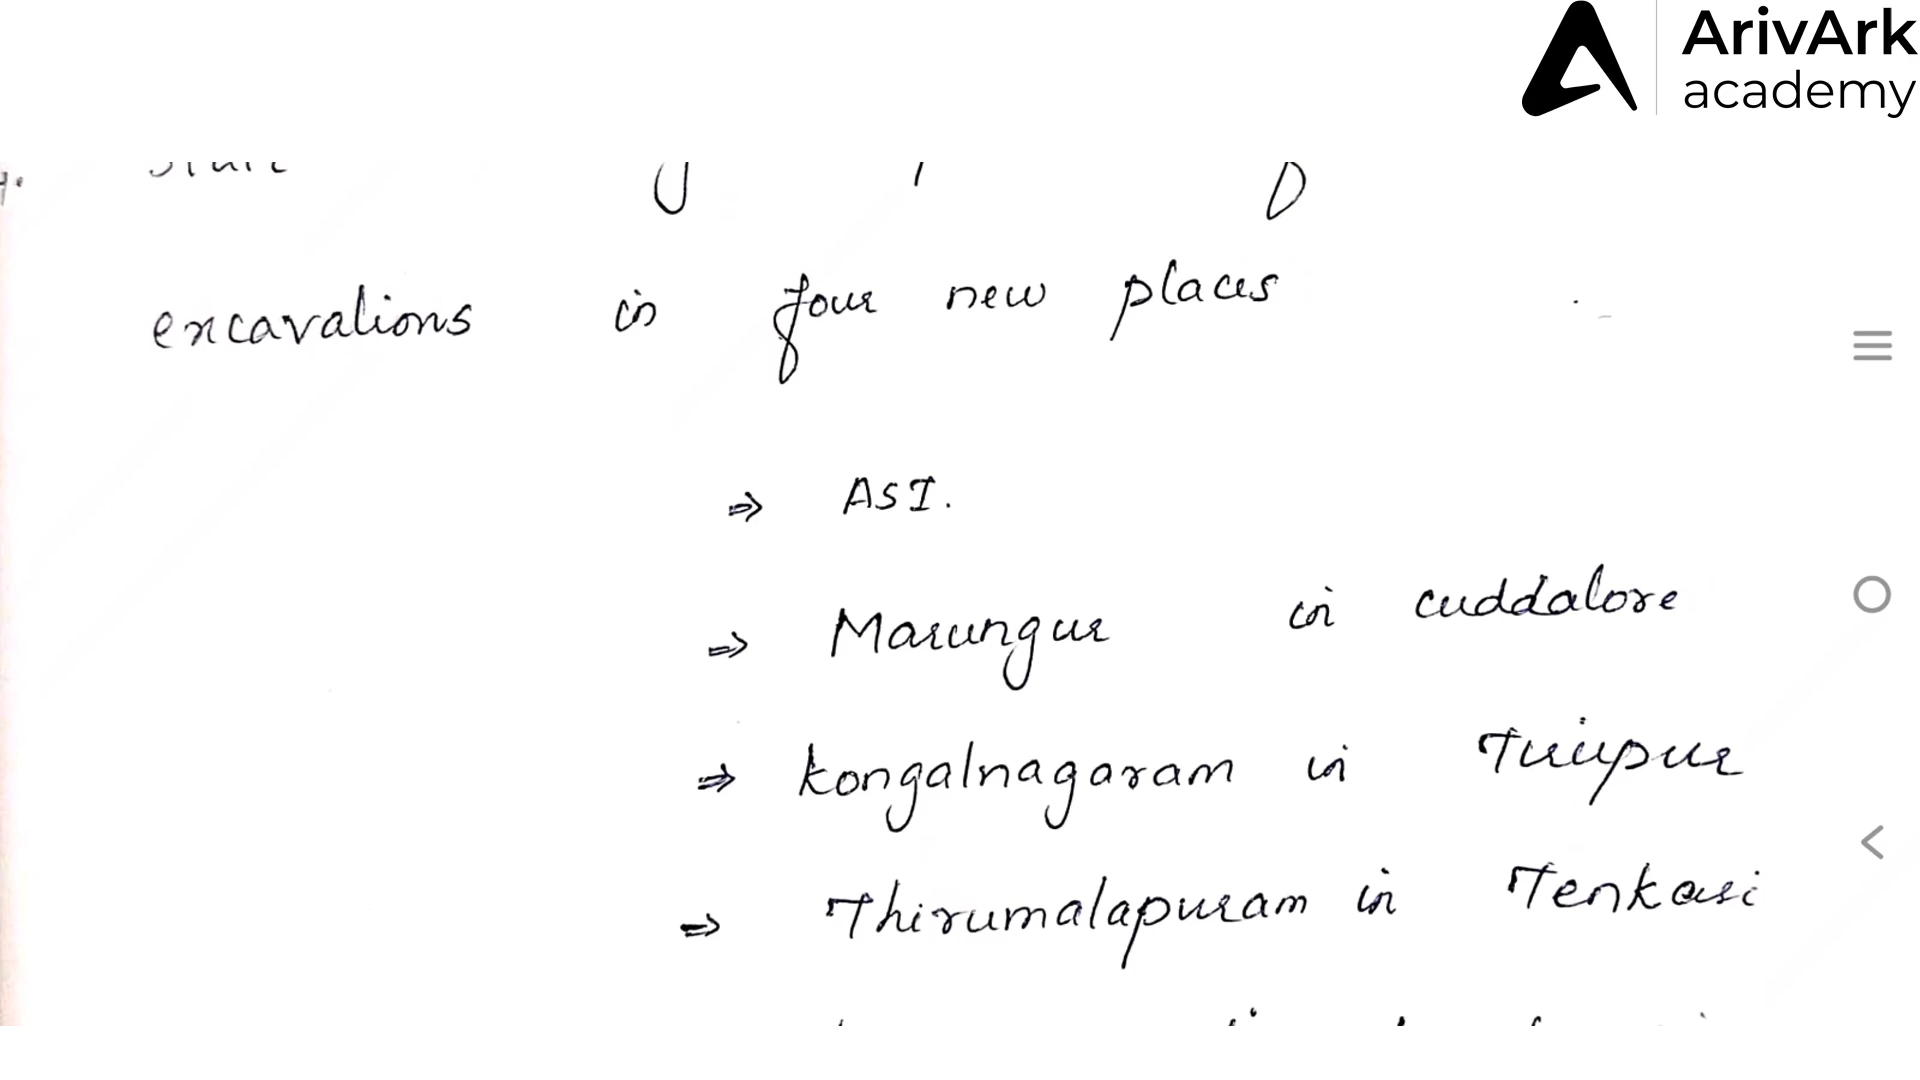 ArivArk
academy
excavations in four new places
⇒ ASI.
⇒ Marungur in cuddalore
⇒ kongalnagaram in Tirupur
⇒ Thirumalapuram in Tenkasi